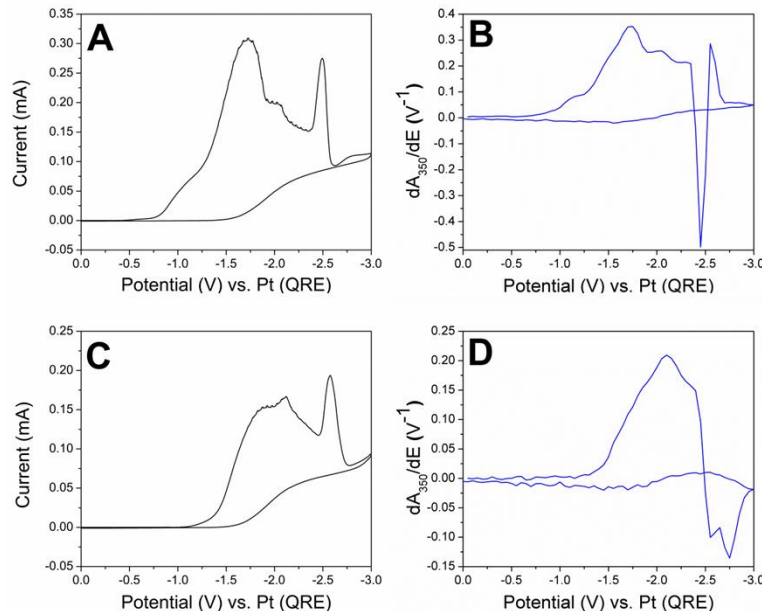 A
0.35
0.30
0.25
0.20
0.15
0.10
0.05
0.00
-0.05
Current (mA)
0.0 -0.5 -1.0 -1.5 -2.0 -2.5 -3.0
Potential (V) vs. Pt (QRE)
B
0.4
0.3
0.2
0.1
0.0
-0.1
-0.2
-0.3
-0.4
-0.5
dA₃₅₀/dE (V⁻¹)
0.0 -0.5 -1.0 -1.5 -2.0 -2.5 -3.0
Potential (V) vs. Pt (QRE)
C
0.25
0.20
0.15
0.10
0.05
0.00
-0.05
Current (mA)
0.0 -0.5 -1.0 -1.5 -2.0 -2.5 -3.0
Potential (V) vs. Pt (QRE)
D
0.25
0.20
0.15
0.10
0.05
0.00
-0.05
-0.10
-0.15
dA₃₅₀/dE (V⁻¹)
0.0 -0.5 -1.0 -1.5 -2.0 -2.5 -3.0
Potential (V) vs. Pt (QRE)